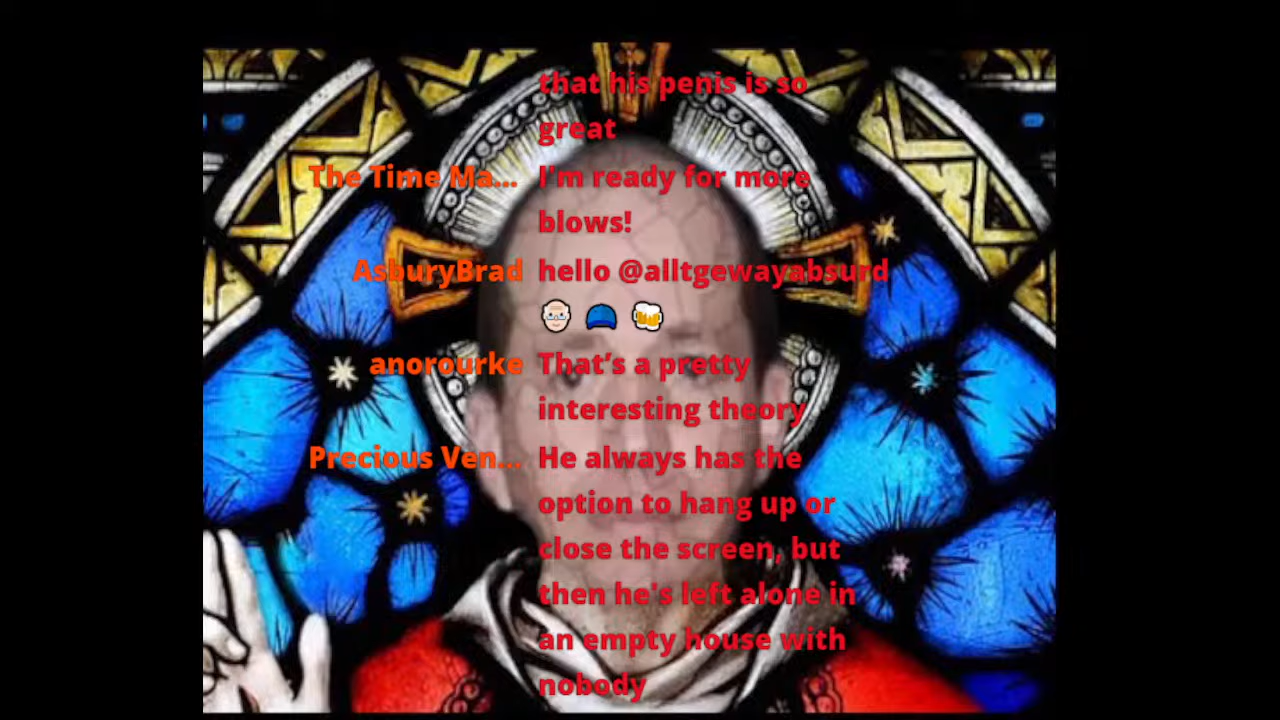 that his penis is so
great
The Time Ma... I'm ready for more
blows!
AsburyBrad hello @alltgewayabsurd
👴🏻 🧢 🍻
anorourke That’s a pretty
interesting theory
Precious Ven... He always has the
option to hang up or
close the screen, but
then he's left alone in
an empty house with
nobody